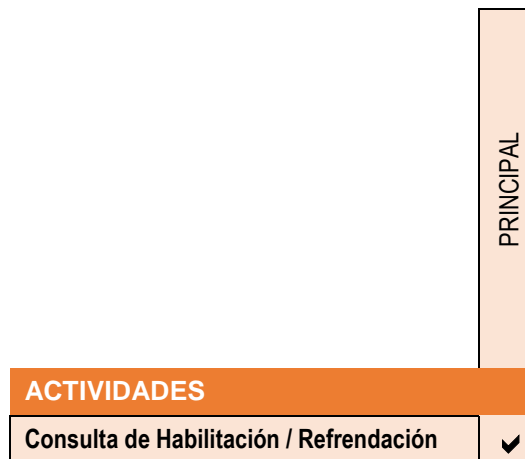 PRINCIPAL
ACTIVIDADES
Consulta de Habilitación / Refrendación ✔